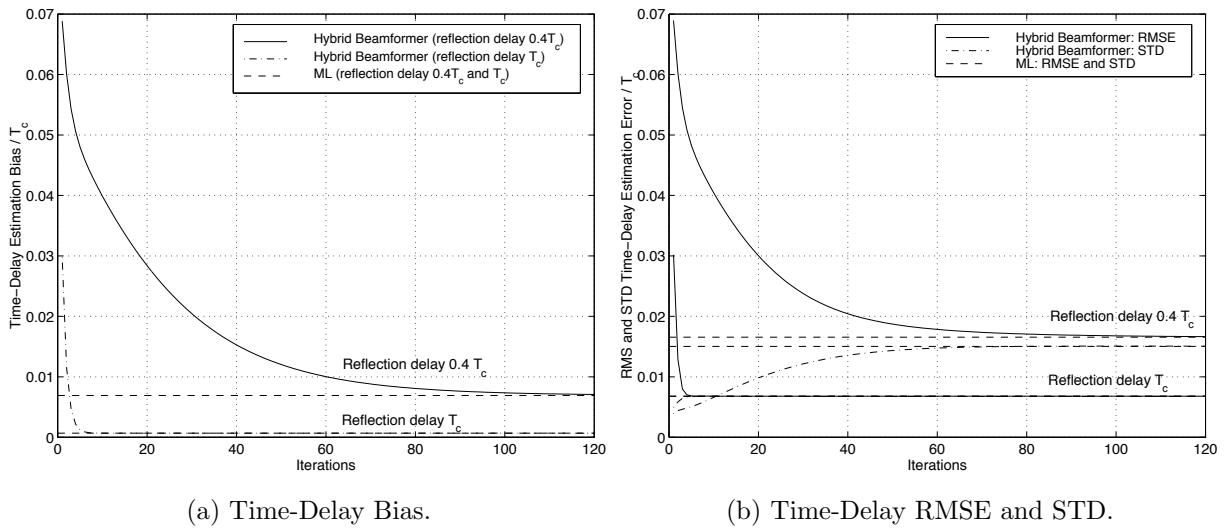 0.07
0.06
0.05
0.04
0.03
0.02
0.01
0
0 20 40 60 80 100 120
Time−Delay Estimation Bias / T_c
Iterations
Hybrid Beamformer (reflection delay 0.4T_c)
Hybrid Beamformer (reflection delay T_c)
ML (reflection delay 0.4T_c and T_c)
Reflection delay 0.4 T_c
Reflection delay T_c
(a) Time-Delay Bias.
0.07
0.06
0.05
0.04
0.03
0.02
0.01
0
0 20 40 60 80 100 120
RMS and STD Time−Delay Estimation Error / T_c
Iterations
Hybrid Beamformer: RMSE
Hybrid Beamformer: STD
ML: RMSE and STD
Reflection delay 0.4 T_c
Reflection delay T_c
(b) Time-Delay RMSE and STD.